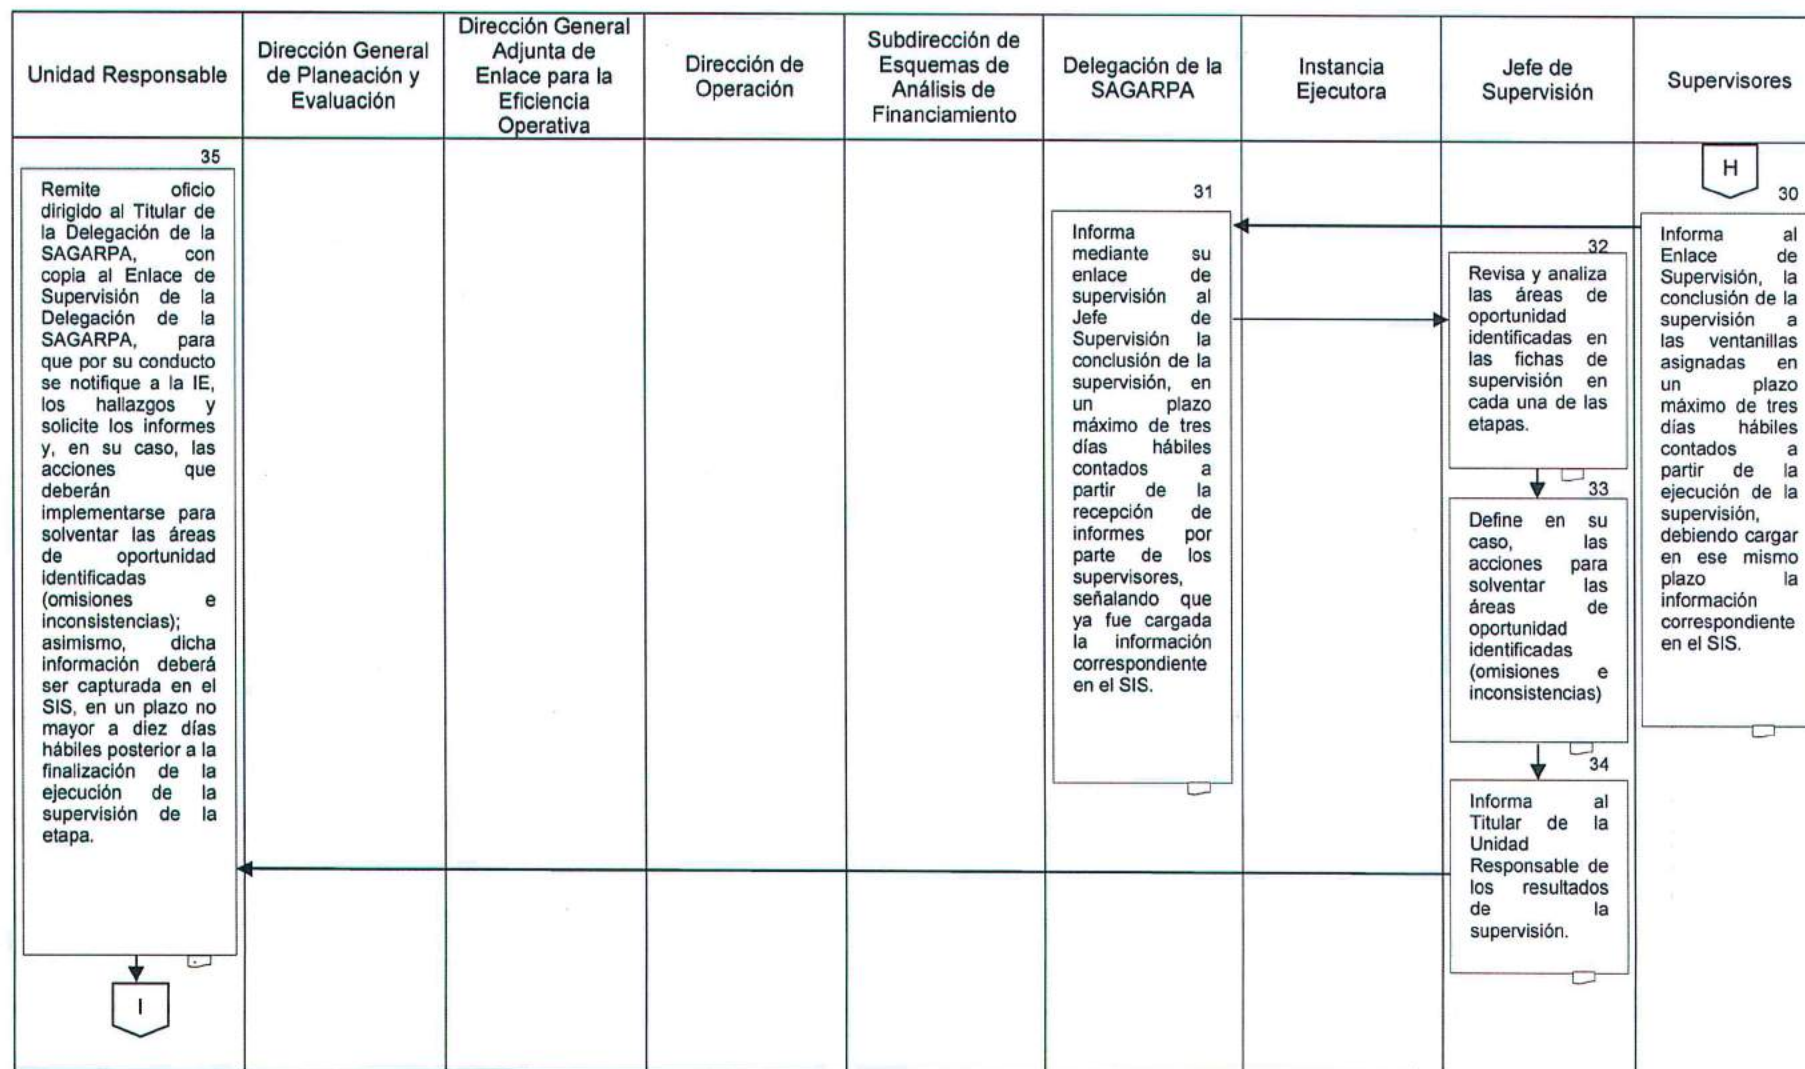 Unidad Responsable
Dirección General
de Planeación y
Evaluación
Dirección General
Adjunta de
Enlace para la
Eficiencia
Operativa
Dirección de
Operación
Subdirección de
Esquemas de
Análisis de
Financiamiento
Delegación de la
SAGARPA
Instancia
Ejecutora
Jefe de
Supervisión
Supervisores
H
30
Informa al
Enlace de
Supervisión, la
conclusión de la
supervisión a
las ventanillas
asignadas en
un plazo
máximo de tres
días hábiles
contados a
partir de la
ejecución de la
supervisión,
debiendo cargar
en ese mismo
plazo la
información
correspondiente
en el SIS.
31
Informa
mediante su
enlace de
supervisión al
Jefe de
Supervisión la
conclusión de la
supervisión, en
un plazo
máximo de tres
días hábiles
contados a
partir de la
recepción de
informes por
parte de los
supervisores,
señalando que
ya fue cargada
la información
correspondiente
en el SIS.
32
Revisa y analiza
las áreas de
oportunidad
identificadas en
las fichas de
supervisión en
cada una de las
etapas.
33
Define en su
caso, las
acciones para
solventar las
áreas de
oportunidad
identificadas
(omisiones e
inconsistencias)
34
Informa al
Titular de la
Unidad
Responsable de
los resultados
de la
supervisión.
35
Remite oficio
dirigido al Titular de
la Delegación de la
SAGARPA, con
copia al Enlace de
Supervisión de la
Delegación de la
SAGARPA, para
que por su conducto
se notifique a la IE,
los hallazgos y
solicite los informes
y, en su caso, las
acciones que
deberán
implementarse para
solventar las áreas
de oportunidad
identificadas
(omisiones e
inconsistencias);
asimismo, dicha
información deberá
ser capturada en el
SIS, en un plazo no
mayor a diez días
hábiles posterior a la
finalización de la
ejecución de la
supervisión de la
etapa.
I